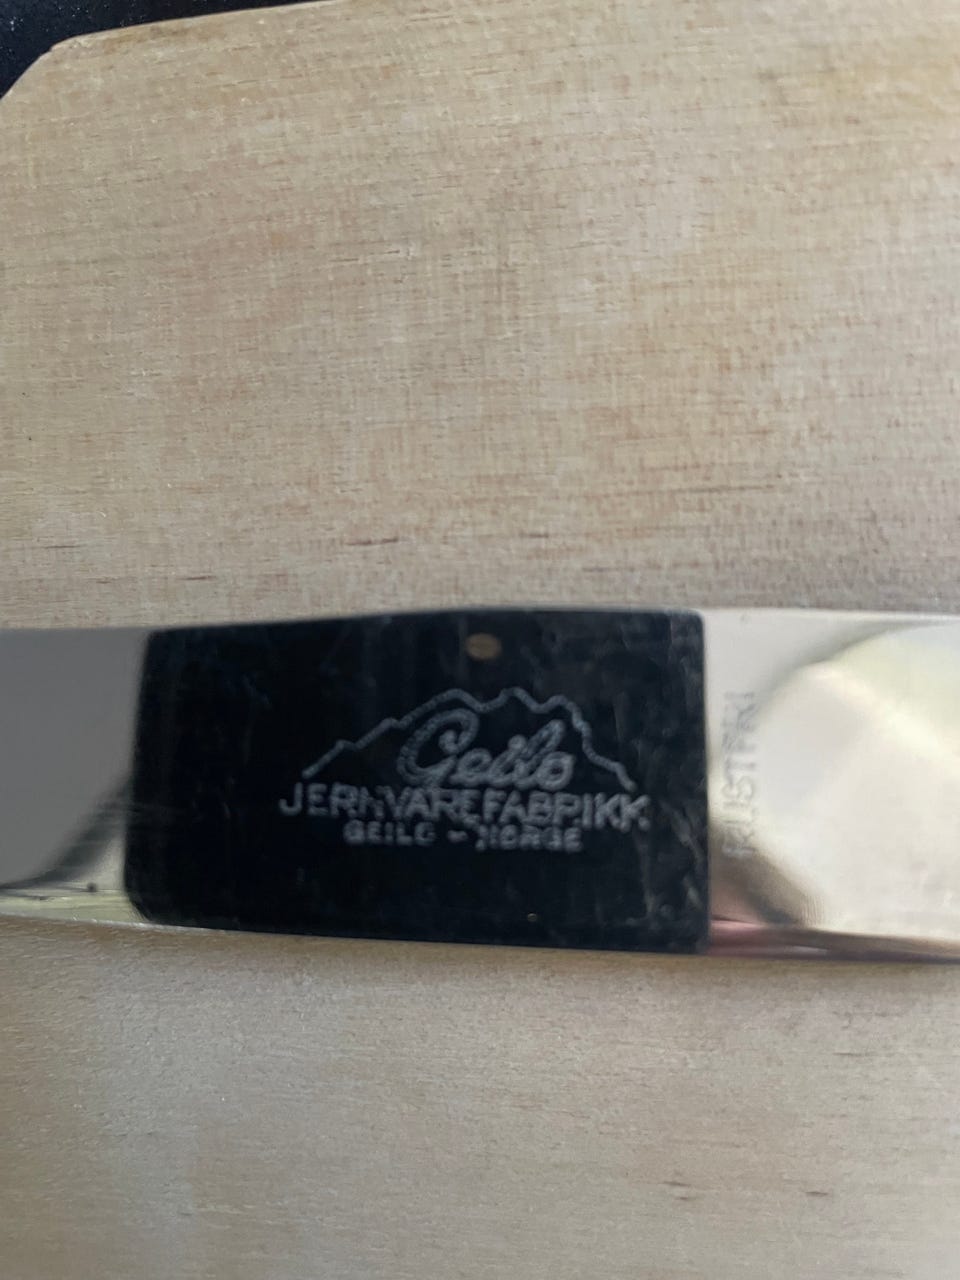 Geilo
JERNVAREFABRIKK
GEILO - NORGE
RUSTFRI